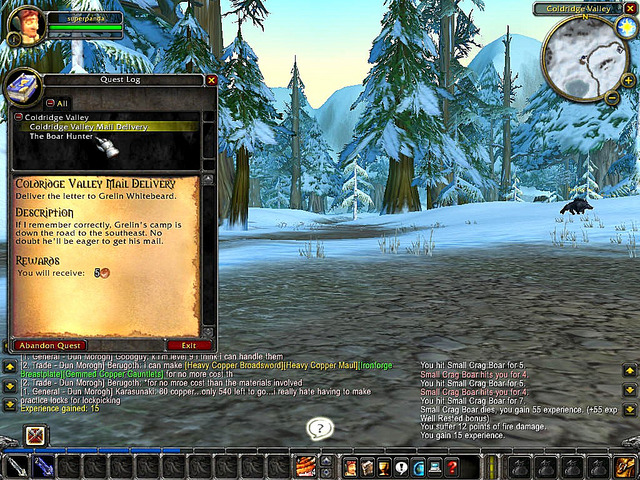 superpanda
Coldridge Valley
N
Quest Log
All
Coldridge Valley
Coldridge Valley Mail Delivery
The Boar Hunter
Coldridge Valley Mail Delivery
Deliver the letter to Grelin Whitebeard.
Description
If I remember correctly, Grelin's camp is
down the road to the southeast. No
doubt he'll be eager to get his mail.
Rewards
You will receive: 5
Abandon Quest
Exit
[1. General - Dun Morogh] Goodguy: k i'm level 9 i think i can handle them
[2. Trade - Dun Morogh] Berugoth: i can make [Heavy Copper Broadsword][Heavy Copper Maul][Ironforge
Breastplate][Gemmed Copper Gauntlets] for no more cost th
[2. Trade - Dun Morogh] Berugoth: *for no mroe cost than the materials involved
[1. General - Dun Morogh] Karasunaki: 80 copper...only 540 left to go...i really hate having to make
practice locks for lockpicking
Experience gained: 15
You hit Small Crag Boar for 5.
Small Crag Boar hits you for 4.
You hit Small Crag Boar for 5.
Small Crag Boar hits you for 4.
You hit Small Crag Boar for 7.
Small Crag Boar dies, you gain 55 experience. (+55 exp
Well Rested bonus)
You suffer 12 points of fire damage.
You gain 15 experience.